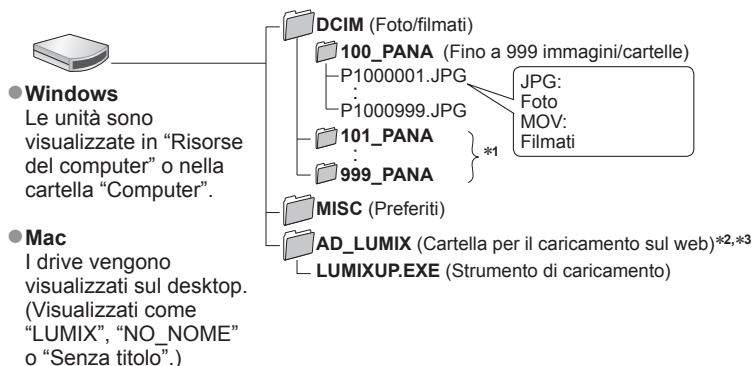 ●Windows
Le unità sono
visualizzate in “Risorse
del computer” o nella
cartella “Computer”.
●Mac
I drive vengono
visualizzati sul desktop.
(Visualizzati come
“LUMIX”, “NO_NOME”
o “Senza titolo”.)
DCIM (Foto/filmati)
100_PANA (Fino a 999 immagini/cartelle)
P1000001.JPG
:
P1000999.JPG
JPG:
Foto
MOV:
Filmati
101_PANA
:
999_PANA
*1
MISC (Preferiti)
AD_LUMIX (Cartella per il caricamento sul web)*2,*3
LUMIXUP.EXE (Strumento di caricamento)